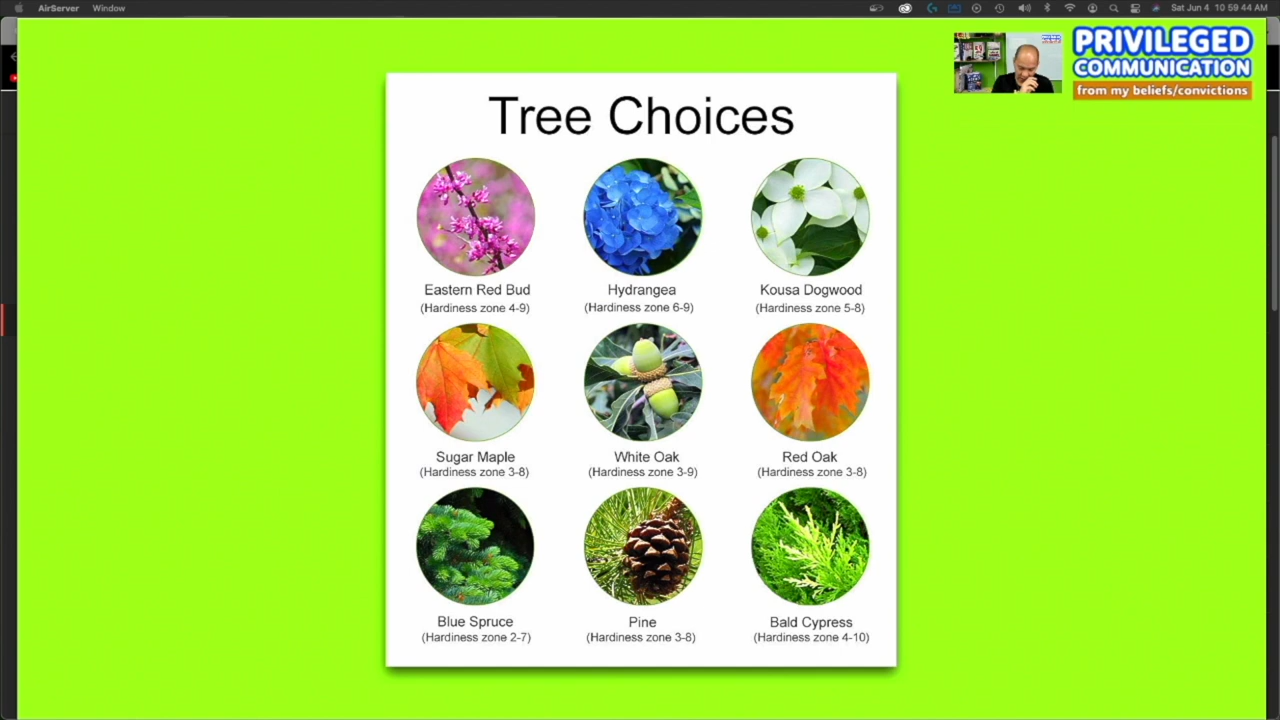 AirServer Window Sat Jun 4 10:59:44 AM
PRIVILEGED
COMMUNICATION
from my beliefs/convictions
Tree Choices
Eastern Red Bud
(Hardiness zone 4-9)
Hydrangea
(Hardiness zone 6-9)
Kousa Dogwood
(Hardiness zone 5-8)
Sugar Maple
(Hardiness zone 3-8)
White Oak
(Hardiness zone 3-9)
Red Oak
(Hardiness zone 3-8)
Blue Spruce
(Hardiness zone 2-7)
Pine
(Hardiness zone 3-8)
Bald Cypress
(Hardiness zone 4-10)